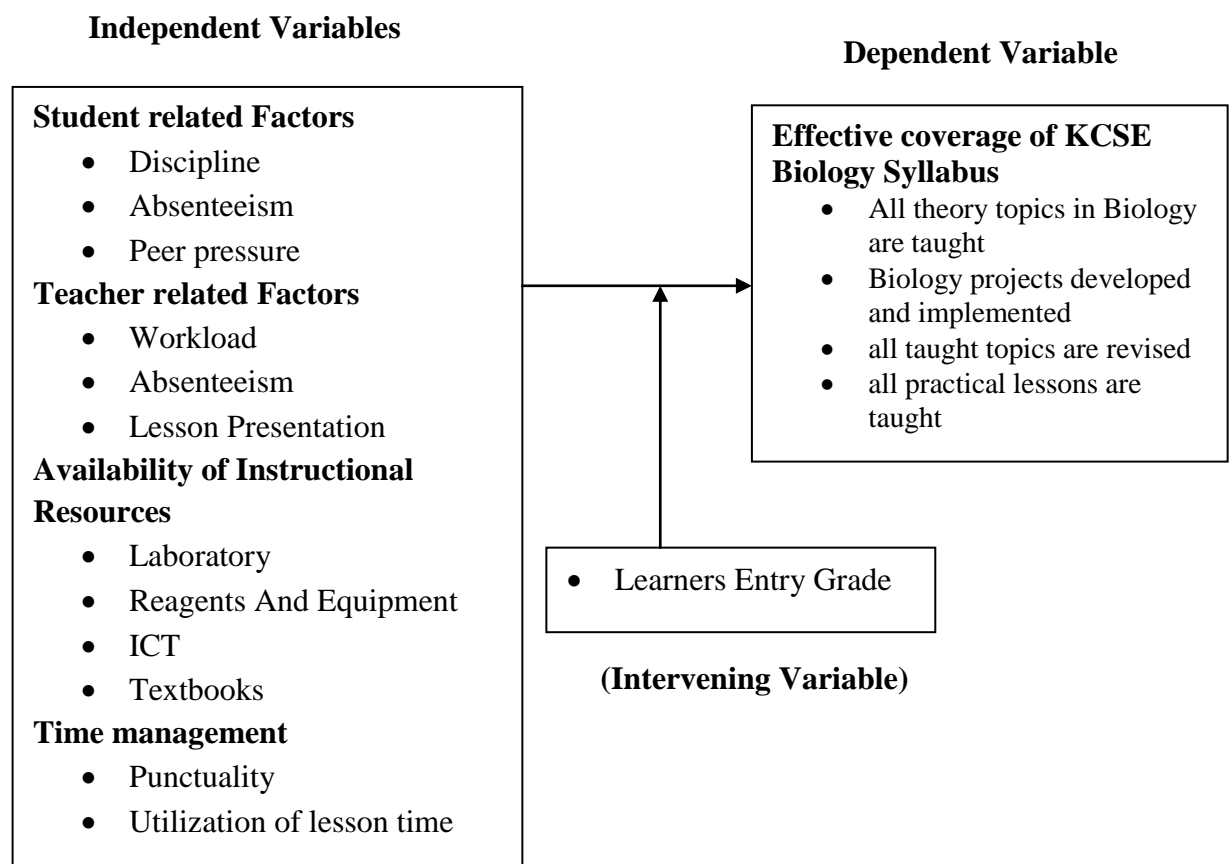 Independent Variables
Student related Factors
• Discipline
• Absenteeism
• Peer pressure
Teacher related Factors
• Workload
• Absenteeism
• Lesson Presentation
Availability of Instructional
Resources
• Laboratory
• Reagents And Equipment
• ICT
• Textbooks
Time management
• Punctuality
• Utilization of lesson time
Dependent Variable
Effective coverage of KCSE
Biology Syllabus
• All theory topics in Biology
are taught
• Biology projects developed
and implemented
• all taught topics are revised
• all practical lessons are
taught
• Learners Entry Grade
(Intervening Variable)